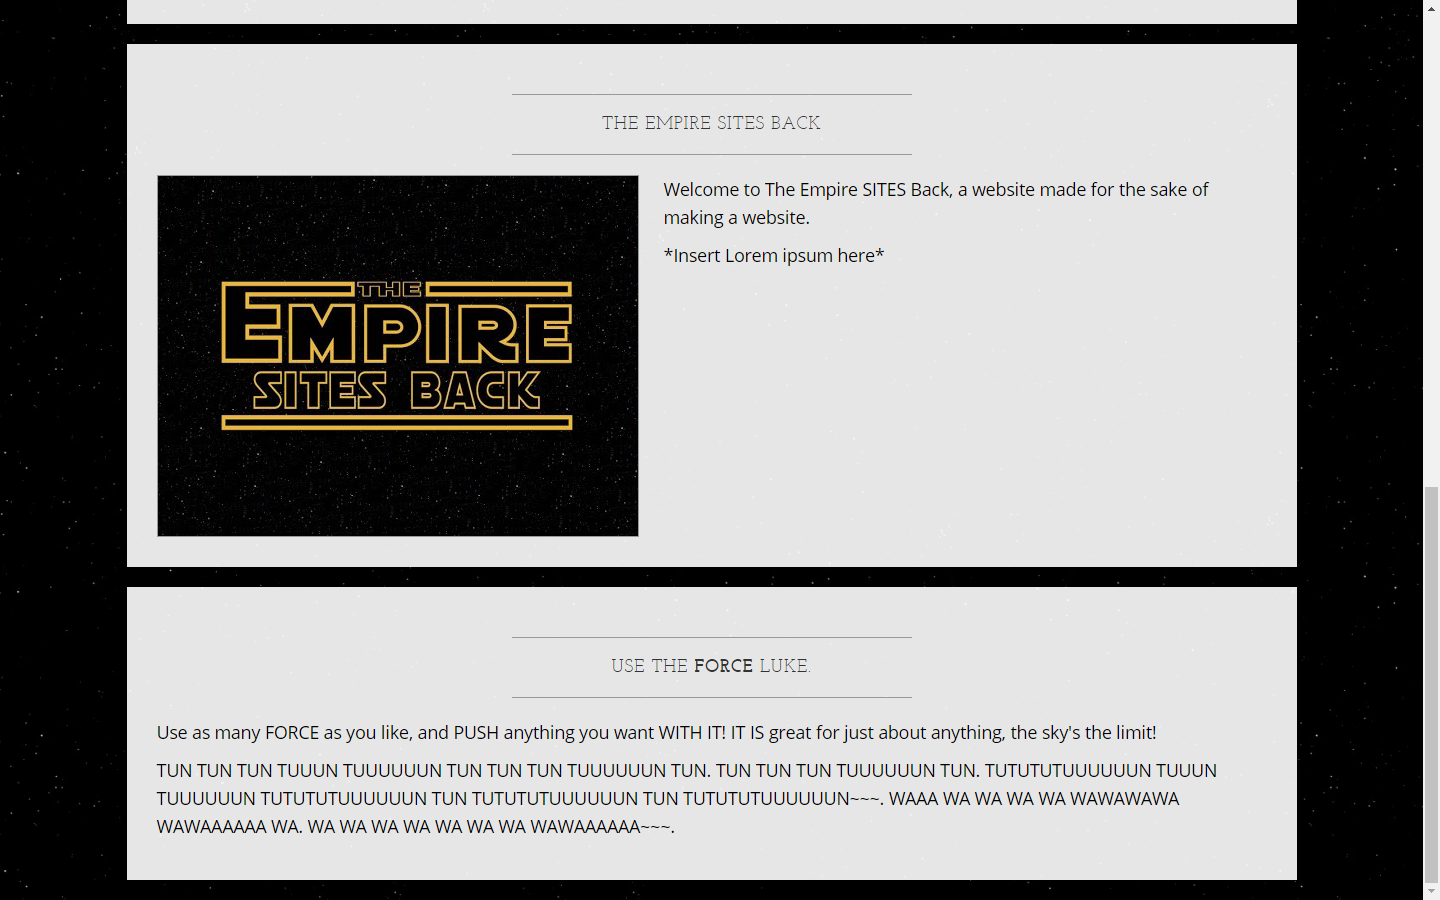 THE EMPIRE SITES BACK
THE
EMPIRE
SITES BACK
Welcome to The Empire SITES Back, a website made for the sake of
making a website.
*Insert Lorem ipsum here*
USE THE FORCE LUKE.
Use as many FORCE as you like, and PUSH anything you want WITH IT! IT IS great for just about anything, the sky's the limit!
TUN TUN TUN TUUUN TUUUUUUN TUN TUN TUN TUUUUUUN TUN. TUN TUN TUN TUUUUUUN TUN. TUTUTUTUUUUUUN TUUUN
TUUUUUUN TUTUTUTUUUUUUN TUN TUTUTUTUUUUUUN TUN TUTUTUTUUUUUUN~~~. WAAA WA WA WA WA WAWAWAWA
WAWAAAAAA WA. WA WA WA WA WA WA WA WAWAAAAAA~~~.